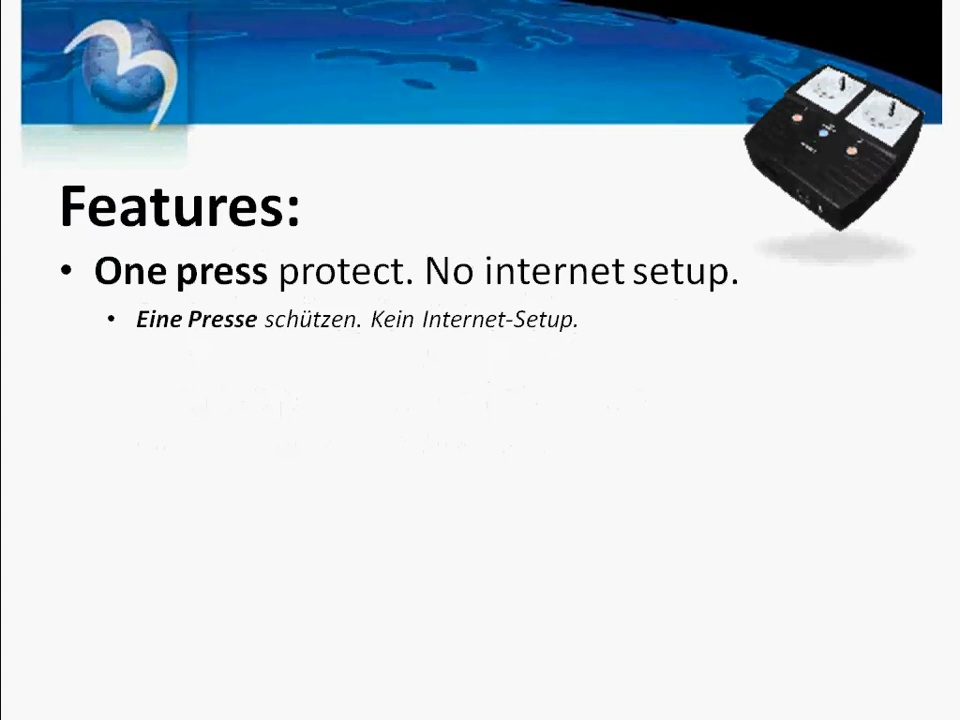 Features:
• One press protect. No internet setup.
• Eine Presse schützen. Kein Internet-Setup.